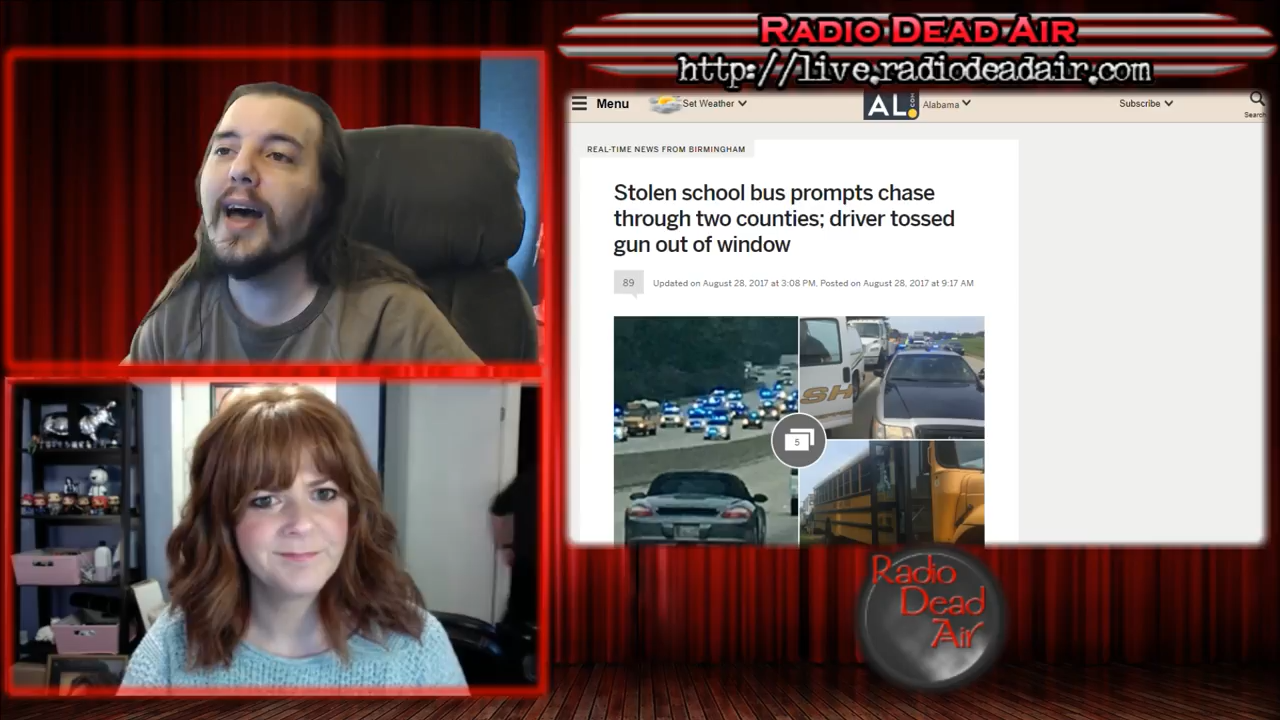 Radio Dead Air
http://live.radiodeadair.com
Menu
Set Weather
AL.COM
Alabama
Subscribe
Search
REAL-TIME NEWS FROM BIRMINGHAM
Stolen school bus prompts chase
through two counties; driver tossed
gun out of window
89
Updated on August 28, 2017 at 3:08 PM, Posted on August 28, 2017 at 9:17 AM
SH
5
Radio
Dead
Air